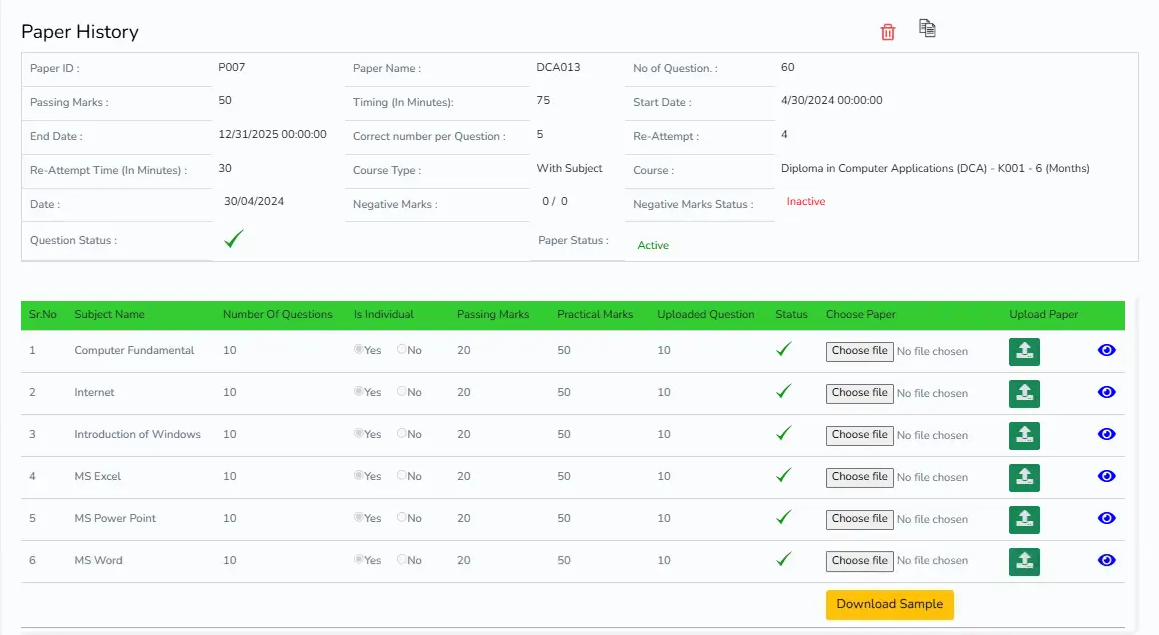 Paper History
Paper ID : P007 Paper Name : DCA013 No of Question. : 60
Passing Marks : 50 Timing (In Minutes): 75 Start Date : 4/30/2024 00:00:00
End Date : 12/31/2025 00:00:00 Correct number per Question : 5 Re-Attempt : 4
Re-Attempt Time (In Minutes) : 30 Course Type : With Subject Course : Diploma in Computer Applications (DCA) - K001 - 6 (Months)
Date : 30/04/2024 Negative Marks : 0 / 0 Negative Marks Status : Inactive
Question Status : Paper Status : Active
Sr.No Subject Name Number Of Questions Is Individual Passing Marks Practical Marks Uploaded Question Status Choose Paper Upload Paper
1 Computer Fundamental 10 Yes No 20 50 10 Choose file No file chosen
2 Internet 10 Yes No 20 50 10 Choose file No file chosen
3 Introduction of Windows 10 Yes No 20 50 10 Choose file No file chosen
4 MS Excel 10 Yes No 20 50 10 Choose file No file chosen
5 MS Power Point 10 Yes No 20 50 10 Choose file No file chosen
6 MS Word 10 Yes No 20 50 10 Choose file No file chosen
Download Sample